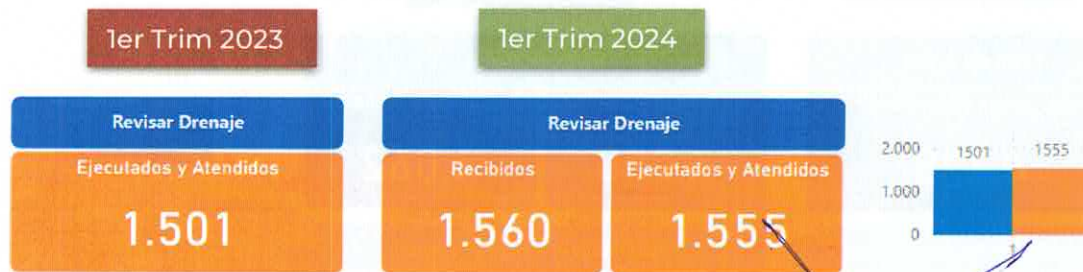 1er Trim 2023
1er Trim 2024
Revisar Drenaje
Revisar Drenaje
Ejecutados y Atendidos
Recibidos
Ejecutados y Atendidos
1.501
1.560
1.555
2.000
1501
1555
1.000
0
1